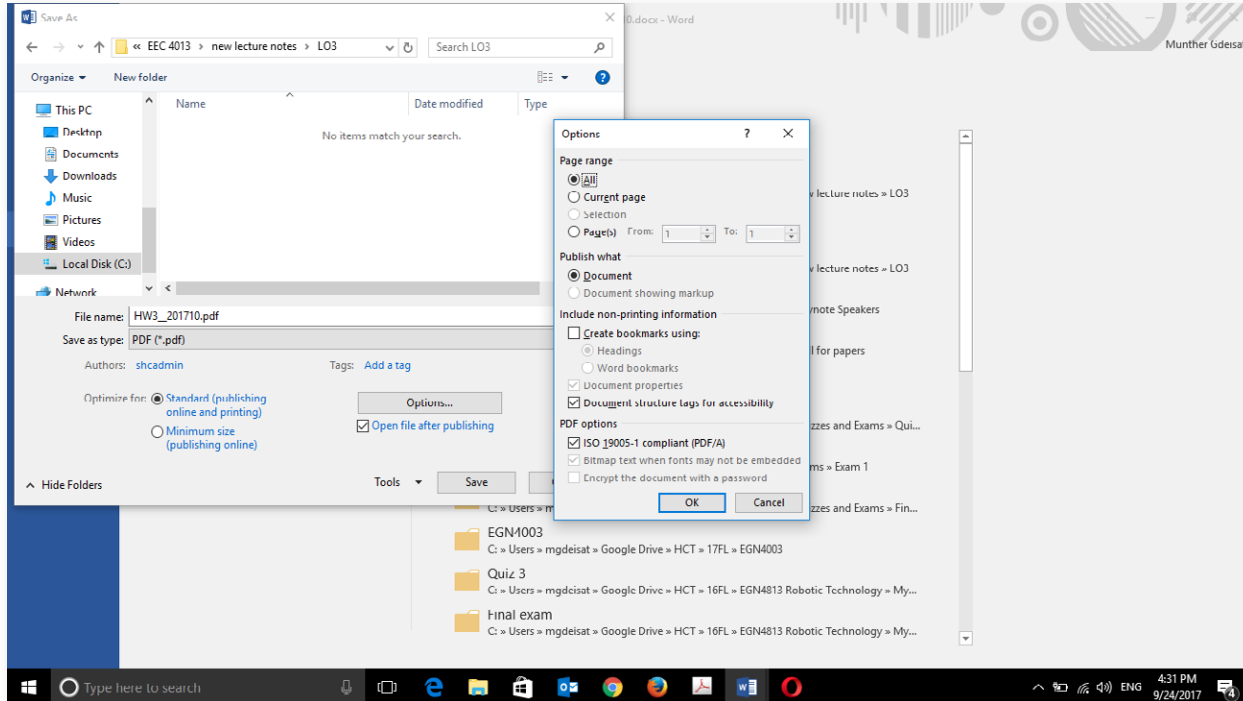 Save As
0.docx - Word
Munther Gdeisa
« EEC 4013 › new lecture notes › LO3
Search LO3
Organize
New folder
?
Name
Date modified
Type
This PC
Desktop
Documents
Downloads
Music
Pictures
Videos
Local Disk (C:)
Network
No items match your search.
File name: HW3_201710.pdf
Save as type: PDF (*.pdf)
Authors: shcadmin
Tags: Add a tag
Optimize for: Standard (publishing
online and printing)
Minimum size
(publishing online)
Options...
Open file after publishing
Hide Folders
Tools
Save
Options
?
Page range
All
Current page
Selection
Page(s) From: 1 To: 1
Publish what
Document
Document showing markup
Include non-printing information
Create bookmarks using:
Headings
Word bookmarks
Document properties
Document structure tags for accessibility
PDF options
ISO 19005-1 compliant (PDF/A)
Bitmap text when fonts may not be embedded
Encrypt the document with a password
OK
Cancel
lecture notes » LO3
lecture notes » LO3
ynote Speakers
l for papers
zzes and Exams » Qui...
ms » Exam 1
C: » Users » m
zzes and Exams » Fin...
EGN4003
C: » Users » mgdeisat » Google Drive » HCT » 17FL » EGN4003
Quiz 3
C: » Users » mgdeisat » Google Drive » HCT » 16FL » EGN4813 Robotic Technology » My...
Final exam
C: » Users » mgdeisat » Google Drive » HCT » 16FL » EGN4813 Robotic Technology » My...
Type here to search
ENG
4:31 PM
9/24/2017
4